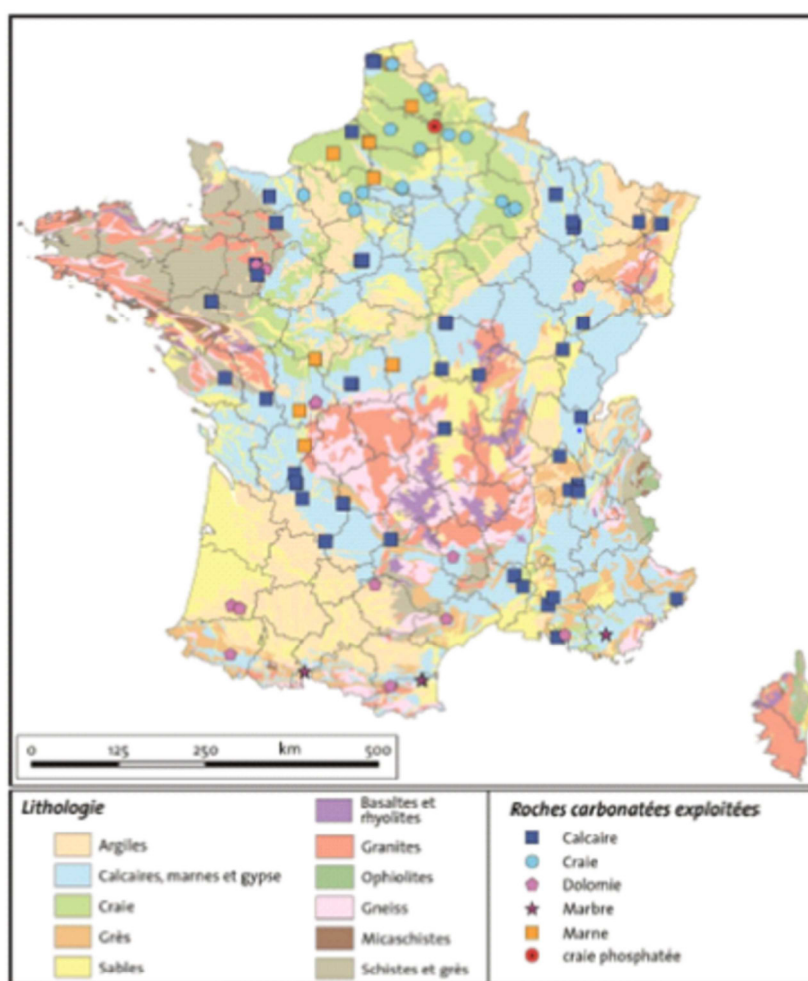 0 125 250 km 500
Lithologie
Argiles
Calcaires, marnes et gypse
Craie
Grès
Sables
Basaltes et
rhyolites
Granites
Ophiolites
Gneiss
Micaschistes
Schistes et grès
Roches carbonatées exploitées
Calcaire
Craie
Dolomie
Marbre
Marne
craie phosphatée